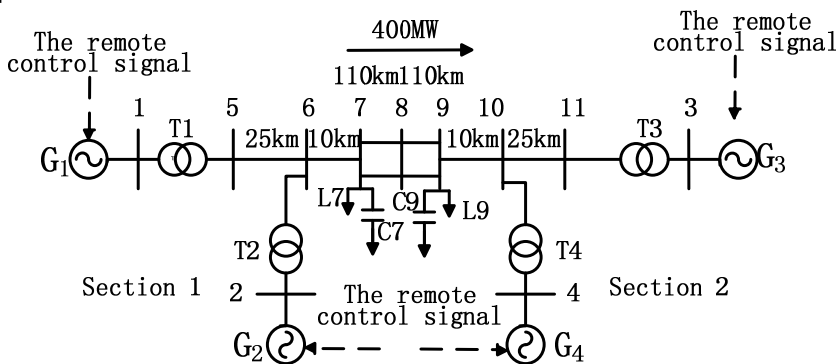 400MW
The remote
control signal
The remote
control signal
110km110km
1
T1
5
6
7
8
9
10
11
T3
3
25km
10km
10km
25km
G1
G3
L7
C9
L9
C7
T2
T4
Section 1
2
The remote
control signal
4
Section 2
G2
G4